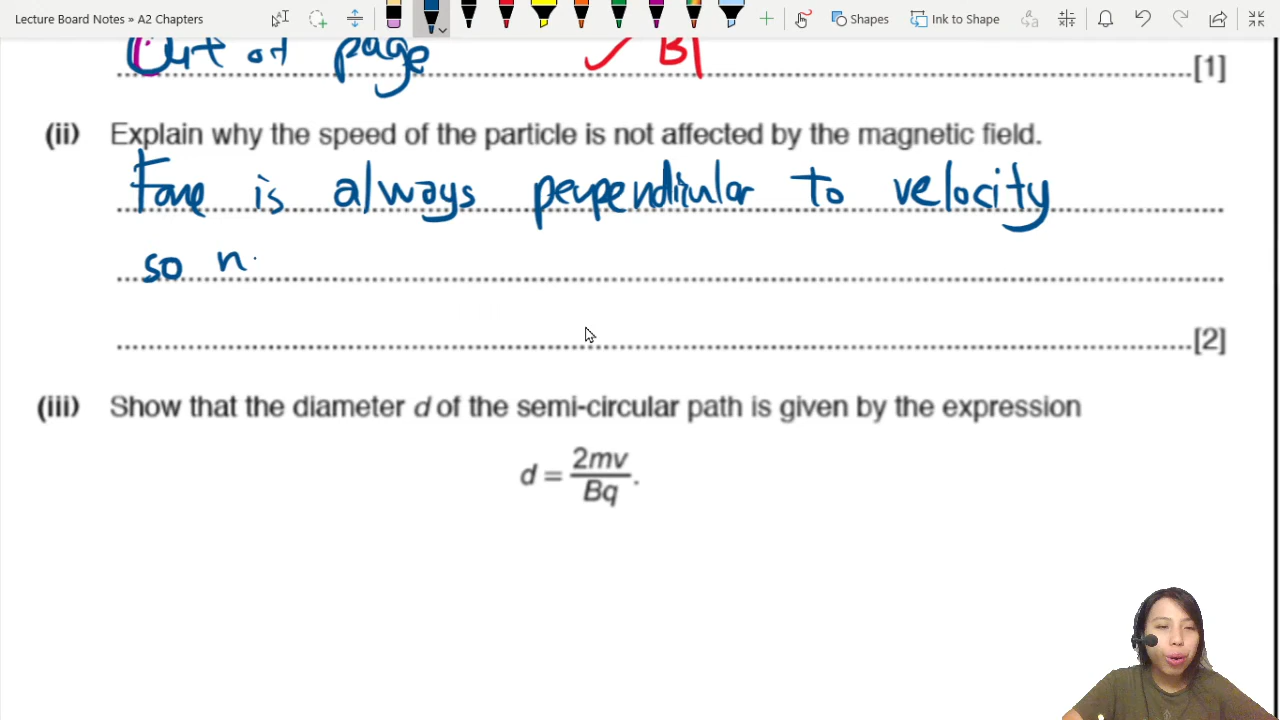 Lecture Board Notes » A2 Chapters
Shapes
Ink to Shape
Out of page ✓ B1
[1]
(ii) Explain why the speed of the particle is not affected by the magnetic field.
Force is always perpendicular to velocity
so n
[2]
(iii) Show that the diameter d of the semi-circular path is given by the expression
d = 2mv/Bq.